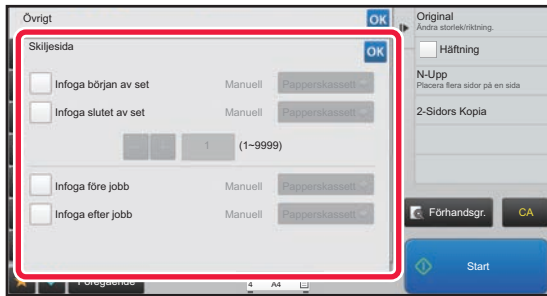 Övrigt
OK
Skiljesida
OK
Infoga början av set Manuell Papperskassett
Infoga slutet av set Manuell Papperskassett
1 (1~9999)
Infoga före jobb Manuell Papperskassett
Infoga efter jobb Manuell Papperskassett
Föregående
4 A4
Original
Ändra storlek/riktning.
Häftning
N-Upp
Placera flera sidor på en sida
2-Sidors Kopia
Förhandsgr.
CA
Start